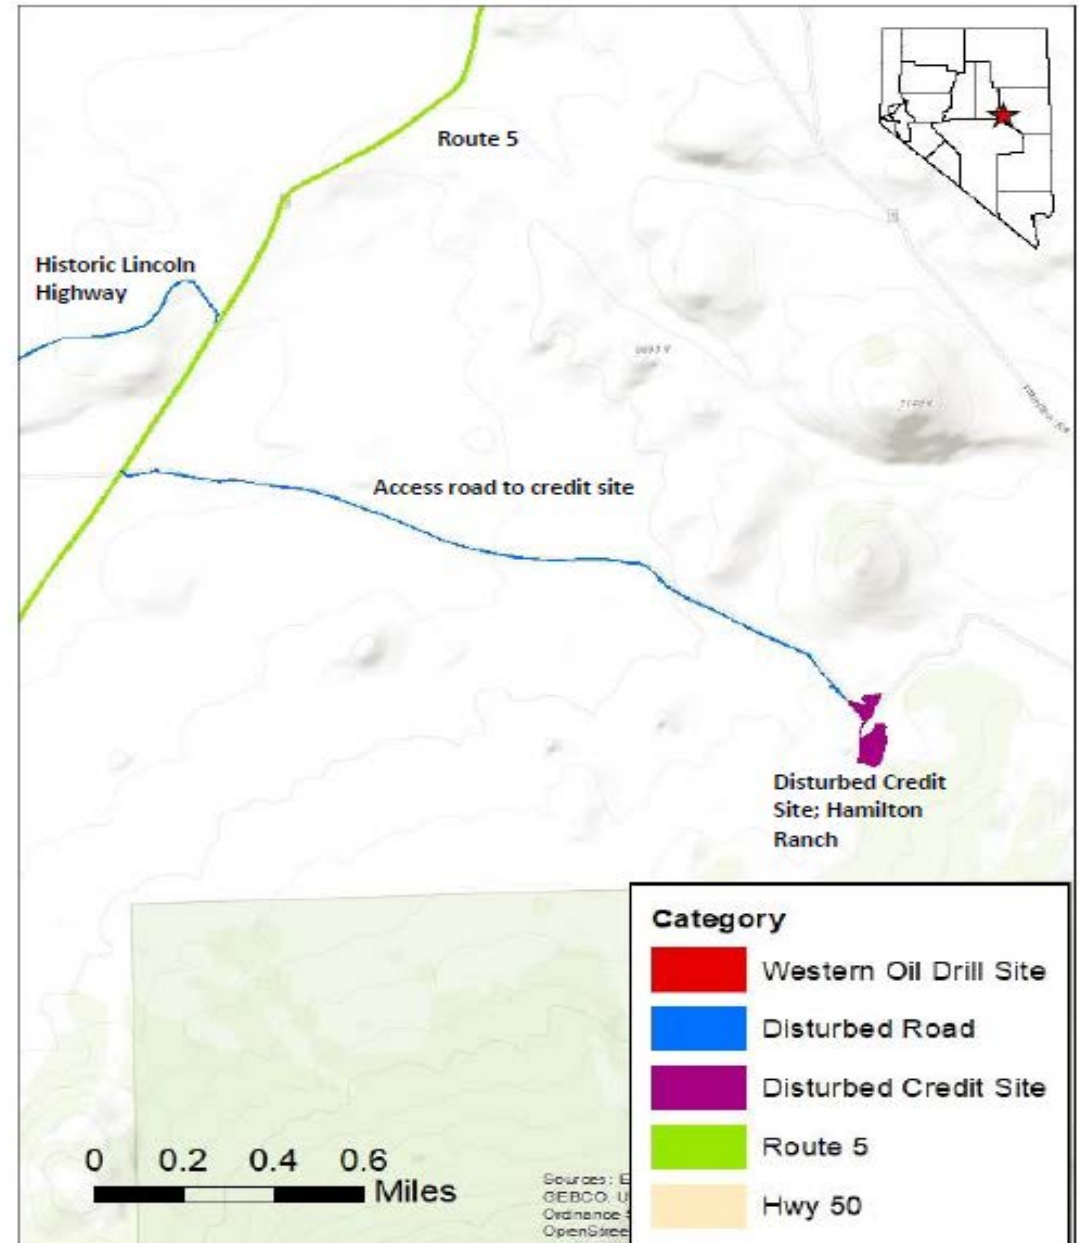 Route 5
Historic Lincoln
Highway
Access road to credit site
Disturbed Credit
Site; Hamilton
Ranch
Category
Western Oil Drill Site
Disturbed Road
Disturbed Credit Site
Route 5
Hwy 50
0 0.2 0.4 0.6
Miles
Sources: E
GEBCO, U
Ordnance S
OpenStree